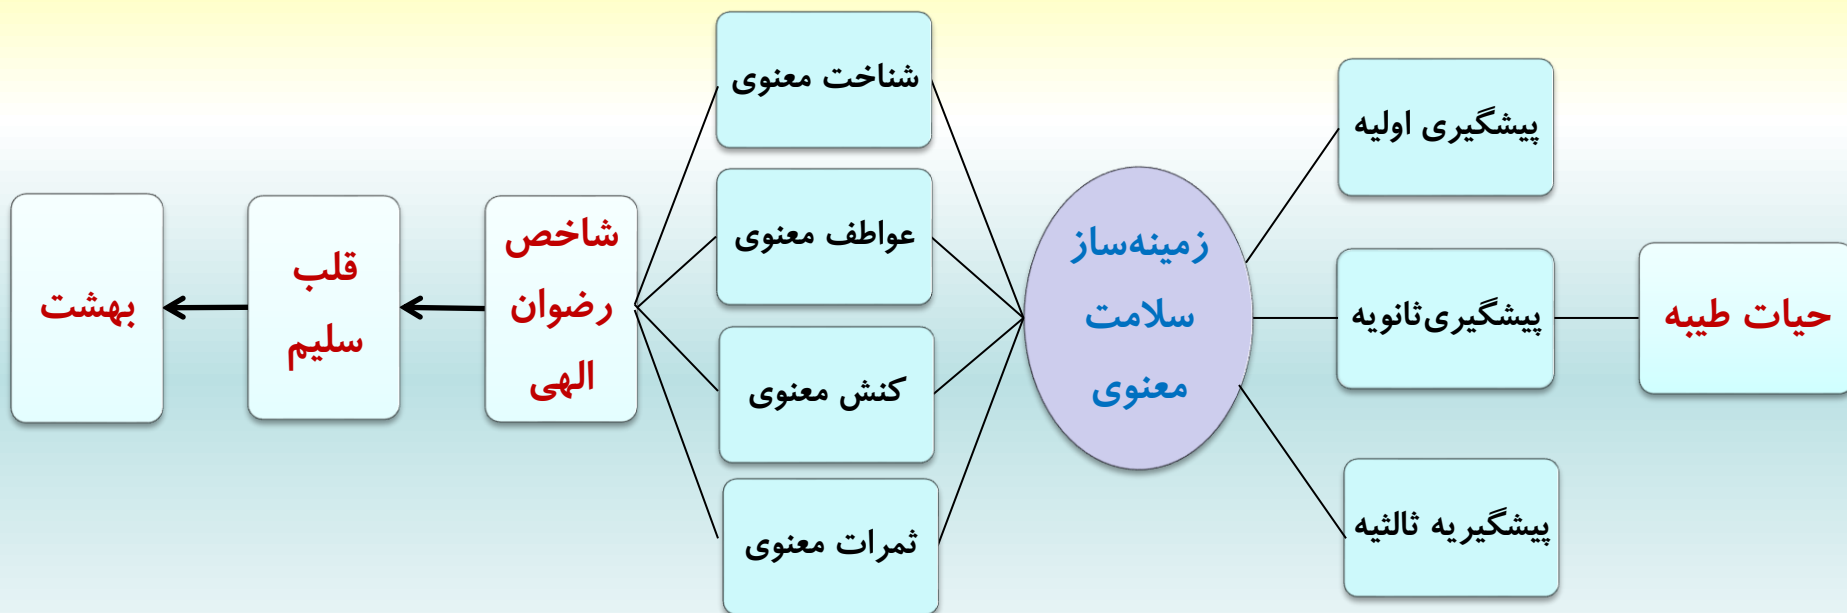 حیات طیبه
پیشگیری اولیه
پیشگیری‌ثانویه
پیشگیریه ثالثیه
زمینه‌ساز
سلامت
معنوی
شناخت معنوی
عواطف معنوی
کنش معنوی
ثمرات معنوی
شاخص
رضوان
الهی
قلب
سلیم
بهشت